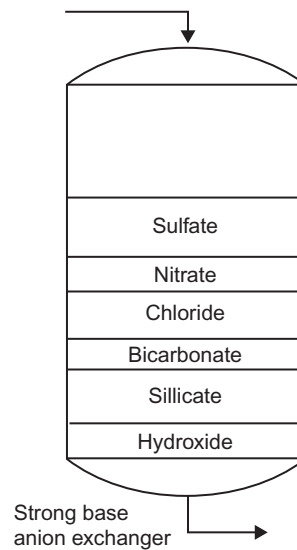 Sulfate
Nitrate
Chloride
Bicarbonate
Sillicate
Hydroxide
Strong base
anion exchanger